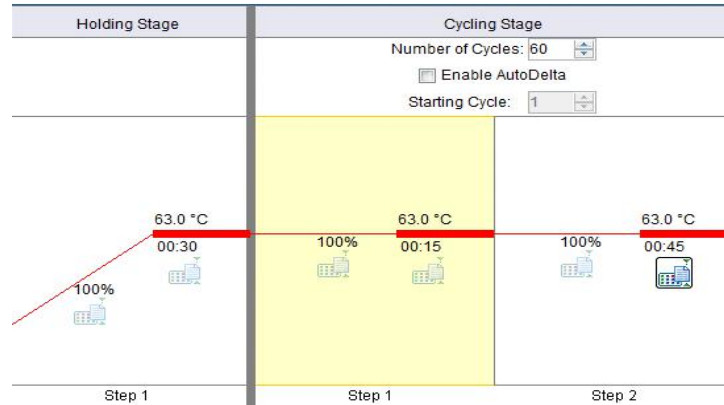 Holding Stage
Cycling Stage
Number of Cycles: 60
Enable AutoDelta
Starting Cycle: 1
63.0 °C
00:30
100%
63.0 °C
100%
00:15
63.0 °C
100%
00:45
Step 1
Step 1
Step 2